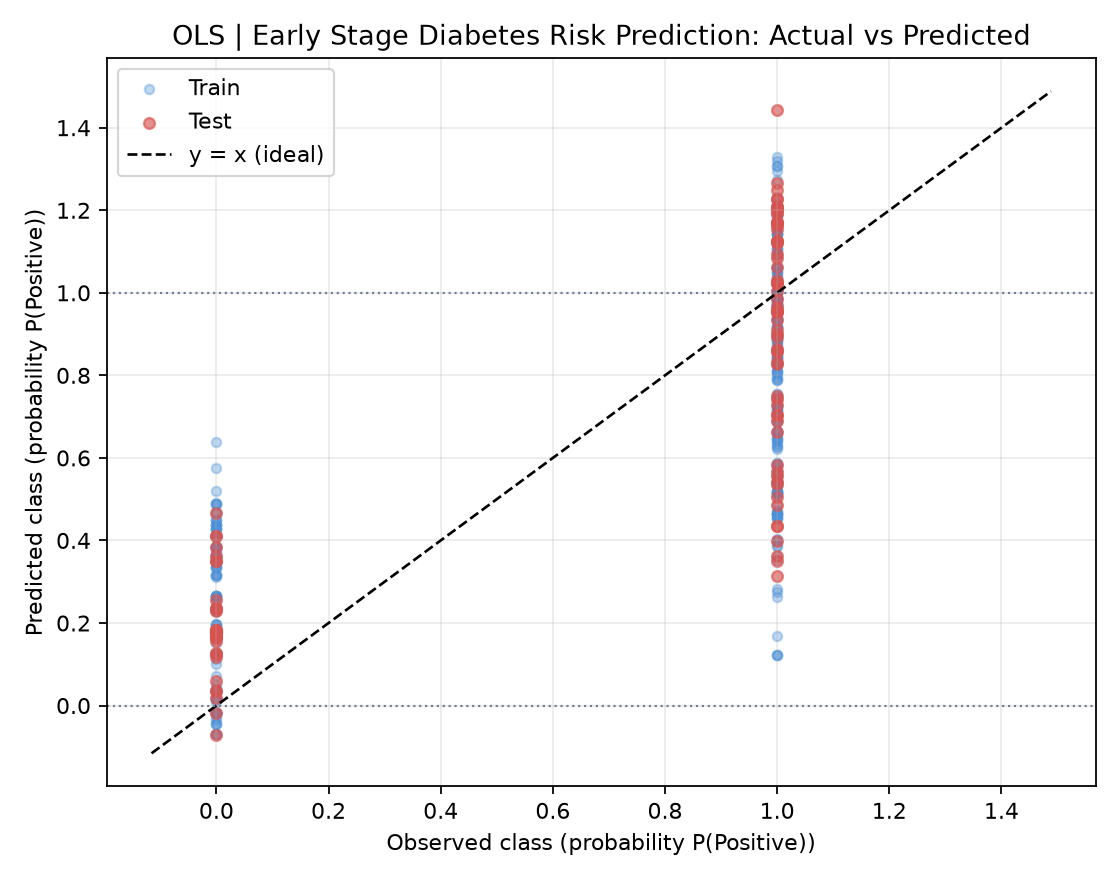 OLS | Early Stage Diabetes Risk Prediction: Actual vs Predicted
Train
Test
y = x (ideal)
Predicted class (probability P(Positive))
1.4
1.2
1.0
0.8
0.6
0.4
0.2
0.0
0.0 0.2 0.4 0.6 0.8 1.0 1.2 1.4
Observed class (probability P(Positive))